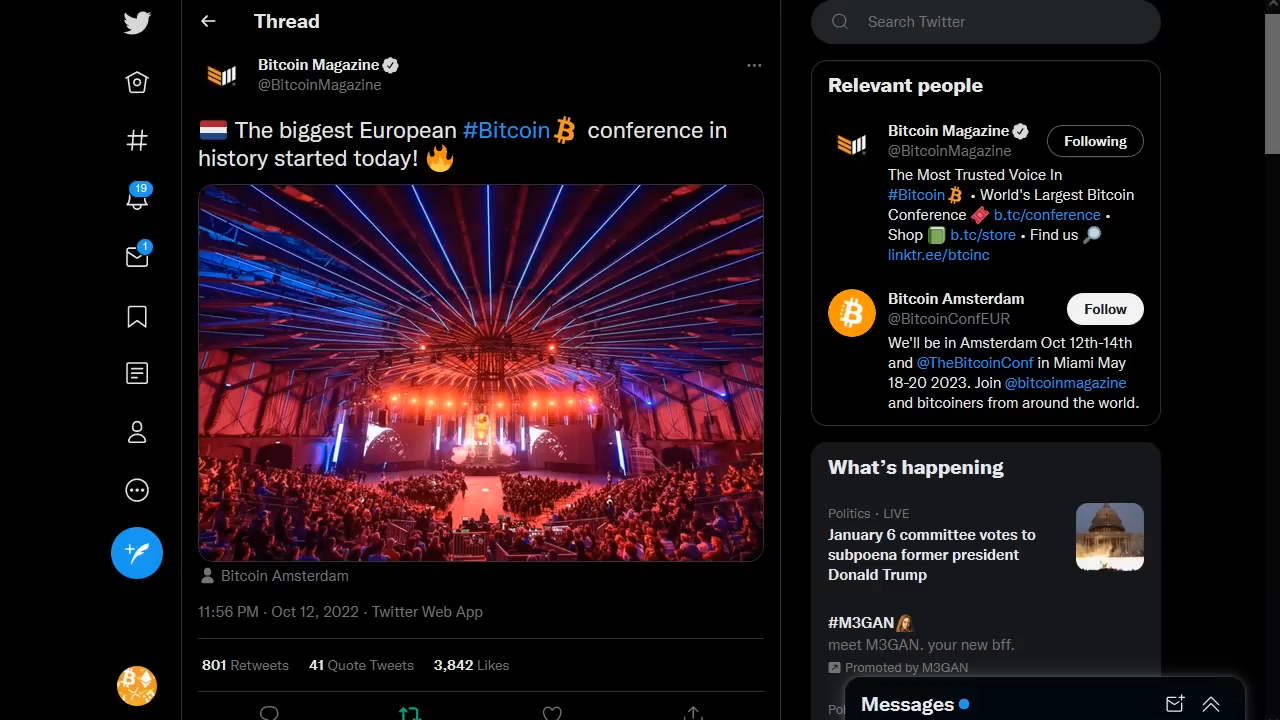 Thread
Bitcoin Magazine
@BitcoinMagazine
The biggest European #Bitcoin conference in
history started today!
Bitcoin Amsterdam
11:56 PM · Oct 12, 2022 · Twitter Web App
801 Retweets 41 Quote Tweets 3,842 Likes
19
1
Search Twitter
Relevant people
Bitcoin Magazine
@BitcoinMagazine
Following
The Most Trusted Voice In
#Bitcoin • World's Largest Bitcoin
Conference b.tc/conference •
Shop b.tc/store • Find us
linktr.ee/btcinc
Bitcoin Amsterdam
@BitcoinConfEUR
Follow
We'll be in Amsterdam Oct 12th-14th
and @TheBitcoinConf in Miami May
18-20 2023. Join @bitcoinmagazine
and bitcoiners from around the world.
What's happening
Politics · LIVE
January 6 committee votes to
subpoena former president
Donald Trump
#M3GAN
meet M3GAN. your new bff.
Promoted by M3GAN
Messages